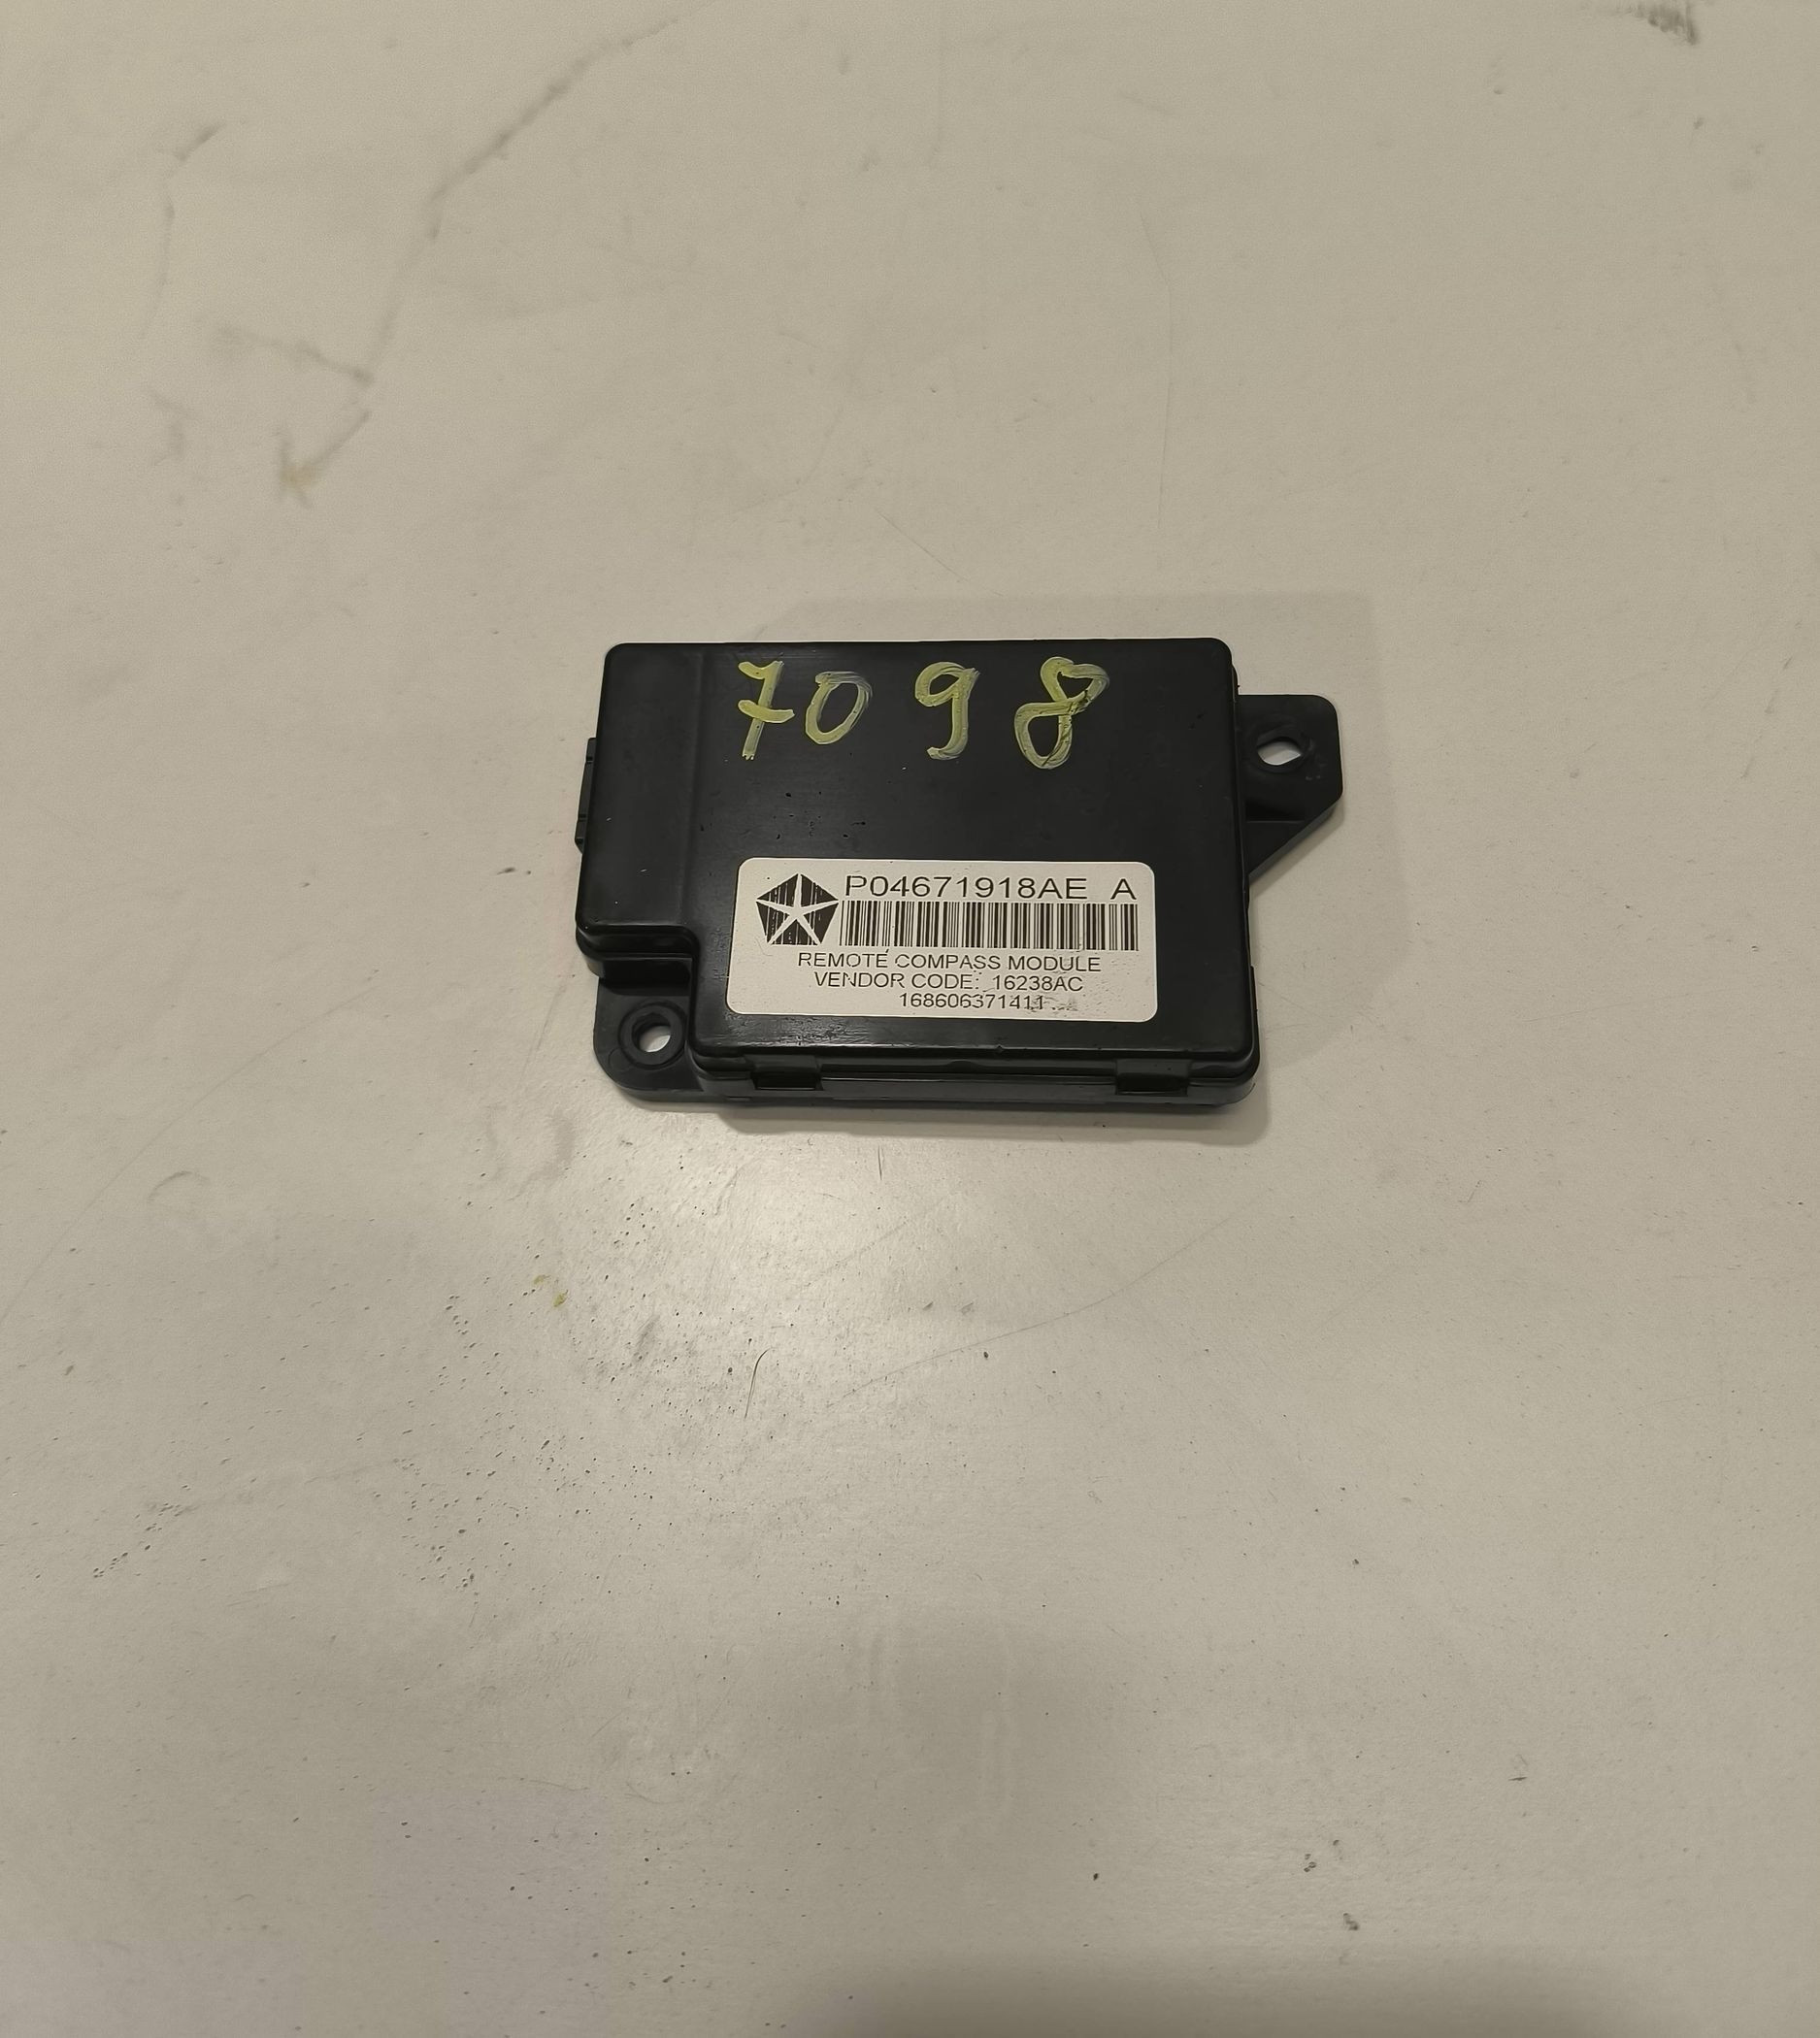 7098
P04671918AE A
REMOTE COMPASS MODULE
VENDOR CODE: 16238AC
168606371411